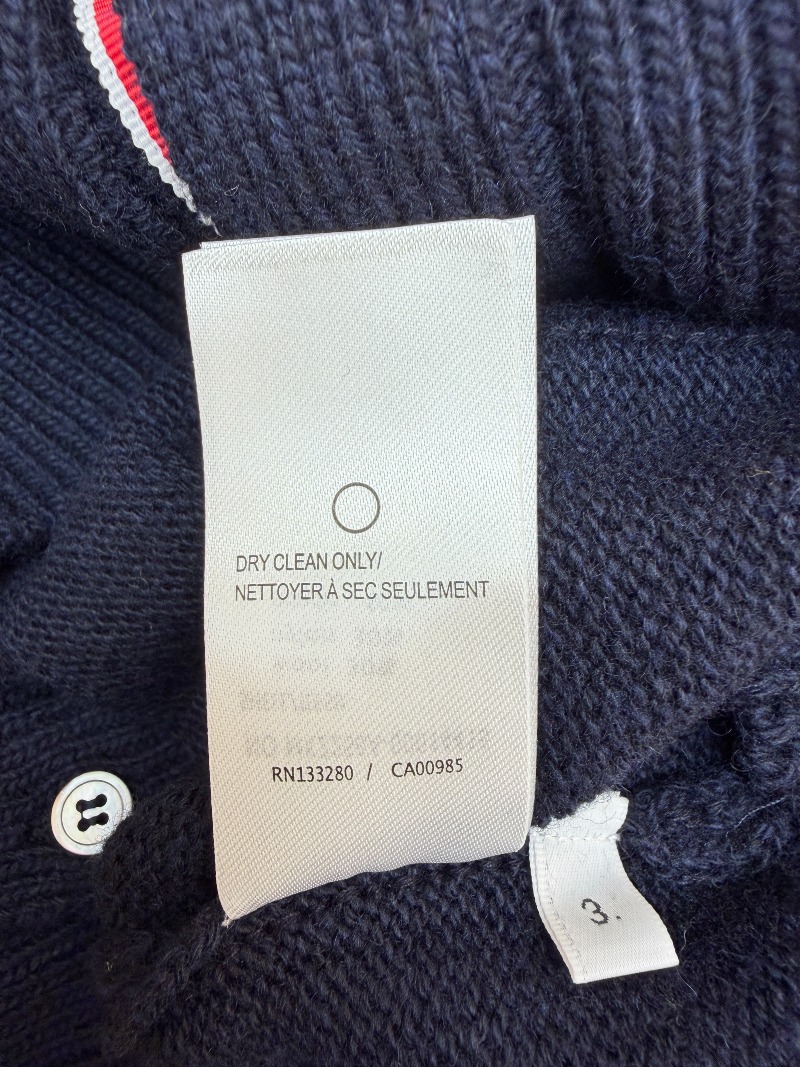 DRY CLEAN ONLY/
NETTOYER À SEC SEULEMENT
RN133280 / CA00985
3.